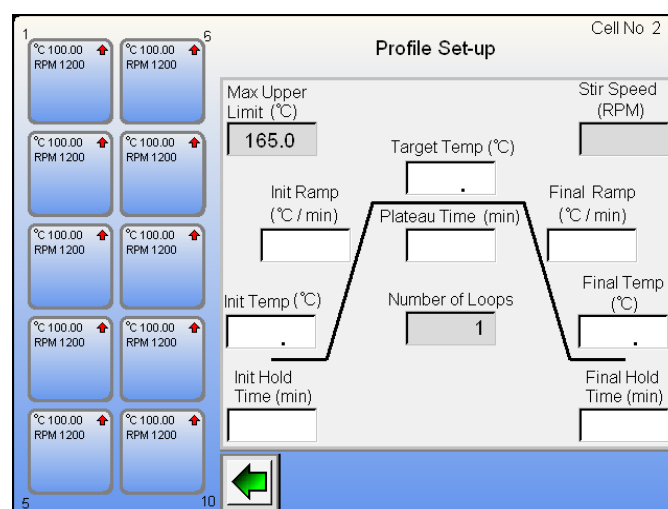 Cell No 2
Profile Set-up
1
6
°C 100.00
RPM 1200
°C 100.00
RPM 1200
°C 100.00
RPM 1200
°C 100.00
RPM 1200
°C 100.00
RPM 1200
°C 100.00
RPM 1200
°C 100.00
RPM 1200
°C 100.00
RPM 1200
°C 100.00
RPM 1200
°C 100.00
RPM 1200
5
10
Max Upper
Limit (°C)
165.0
Stir Speed
(RPM)
Target Temp (°C)
.
Init Ramp
(°C / min)
Plateau Time (min)
Final Ramp
(°C / min)
Init Temp (°C)
.
Number of Loops
1
Final Temp
(°C)
.
Init Hold
Time (min)
Final Hold
Time (min)